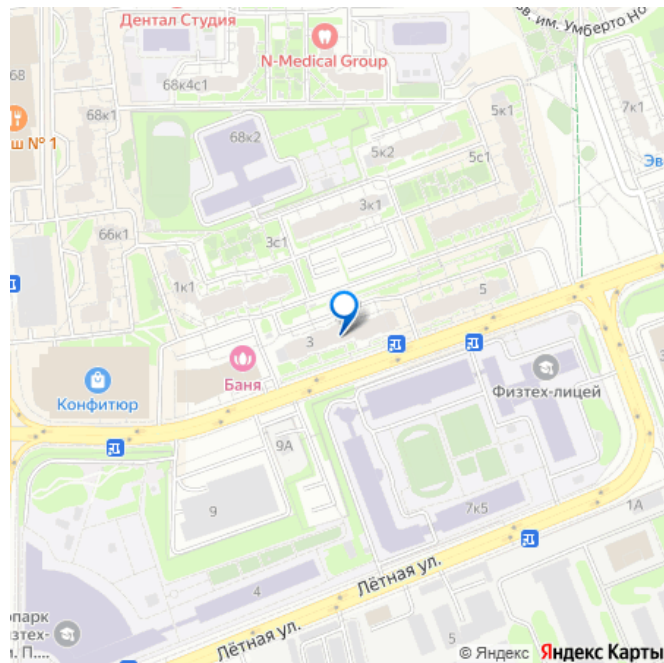 ов. им. Умберто Но
Дентал Студия
N-Medical Group
68
68к4с1
68к1
ш № 1
68к2
5к1
7к1
5к2
5с1
Эв
3к1
66к1
3с1
1к1
5
3
Баня
Конфитюр
Физтех-лицей
9А
9
7к5
1А
Лётная ул.
4
опарк
изтех-
м. П....
Лётная ул.
5
© Яндекс Яндекс Карты